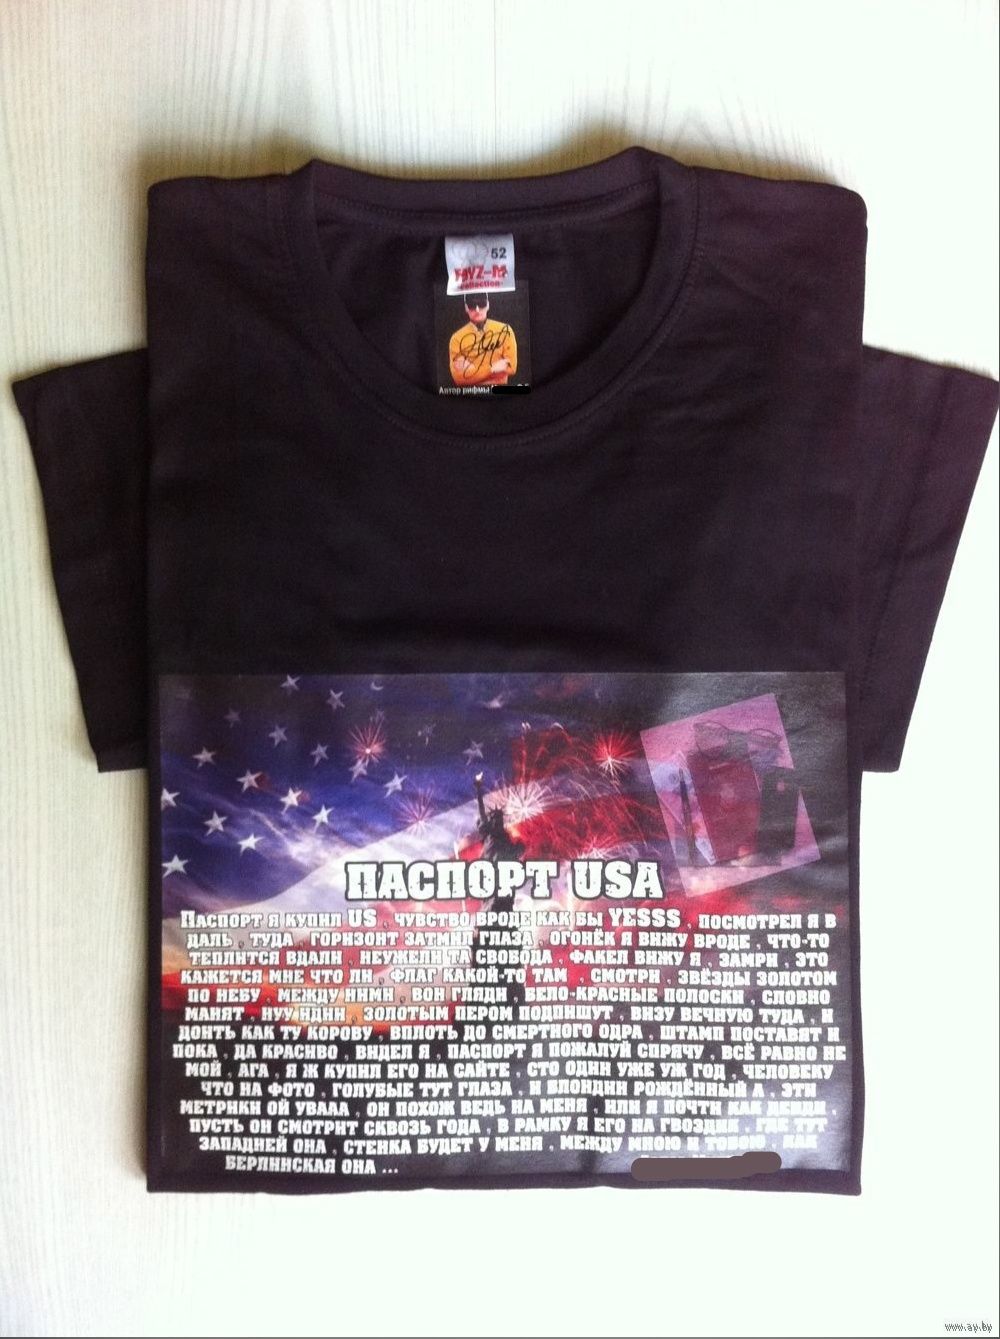 52
collection
Автор рифмы
ПАСПОРТ USA
ПАСПОРТ Я КУПИЛ US , ЧУВСТВО ВРОДЕ КАК БЫ YESSS , ПОСМОТРЕЛ Я В
ДАЛЬ , ТУДА , ГОРИЗОНТ ЗАТМИЛ ГЛАЗА , ОГОНЁК Я ВИЖУ ВРОДЕ , ЧТО-ТО
ТЕПЛИТСЯ ВДАЛИ , НЕУЖЕЛИ ТА СВОБОДА , ФАКЕЛ ВИЖУ Я , ЗАМРИ , ЭТО
КАЖЕТСЯ МНЕ ЧТО ЛИ , ФЛАГ КАКОЙ-ТО ТАМ , СМОТРИ , ЗВЁЗДЫ ЗОЛОТОМ
ПО НЕБУ , МЕЖДУ НИМИ , ВОН ГЛЯДИ , БЕЛО-КРАСНЫЕ ПОЛОСКИ , СЛОВНО
МАНЯТ , НУУ ИДИИ , ЗОЛОТЫМ ПЕРОМ ПОДПИШУТ , ВИЗУ ВЕЧНУЮ ТУДА , И
ДОИТЬ КАК ТУ КОРОВУ , ВПЛОТЬ ДО СМЕРТНОГО ОДРА , ШТАМП ПОСТАВЯТ И
ПОКА , ДА КРАСИВО , ВИДЕЛ Я , ПАСПОРТ Я ПОЖАЛУЙ СПРЯЧУ , ВСЁ РАВНО НЕ
МОЙ , АГА , Я Ж КУПИЛ ЕГО НА САЙТЕ , СТО ОДИН УЖЕ УЖ ГОД , ЧЕЛОВЕКУ
ЧТО НА ФОТО , ГОЛУБЫЕ ТУТ ГЛАЗА , И БЛОНДИН РОЖДЁННЫЙ А , ЭТИ
МЕТРИКИ ОЙ УВААА , ОН ПОХОЖ ВЕДЬ НА МЕНЯ , ИЛИ Я ПОЧТИ КАК ДЕНДИ ,
ПУСТЬ ОН СМОТРИТ СКВОЗЬ ГОДА , В РАМКУ Я ЕГО НА ГВОЗДИК , ГДЕ ТУТ
ЗАПАДНЕЙ ОНА , СТЕНКА БУДЕТ У МЕНЯ , МЕЖДУ МНОЮ И ТОБОЮ , КАК
БЕРЛИНСКАЯ ОНА ...
www.ay.by